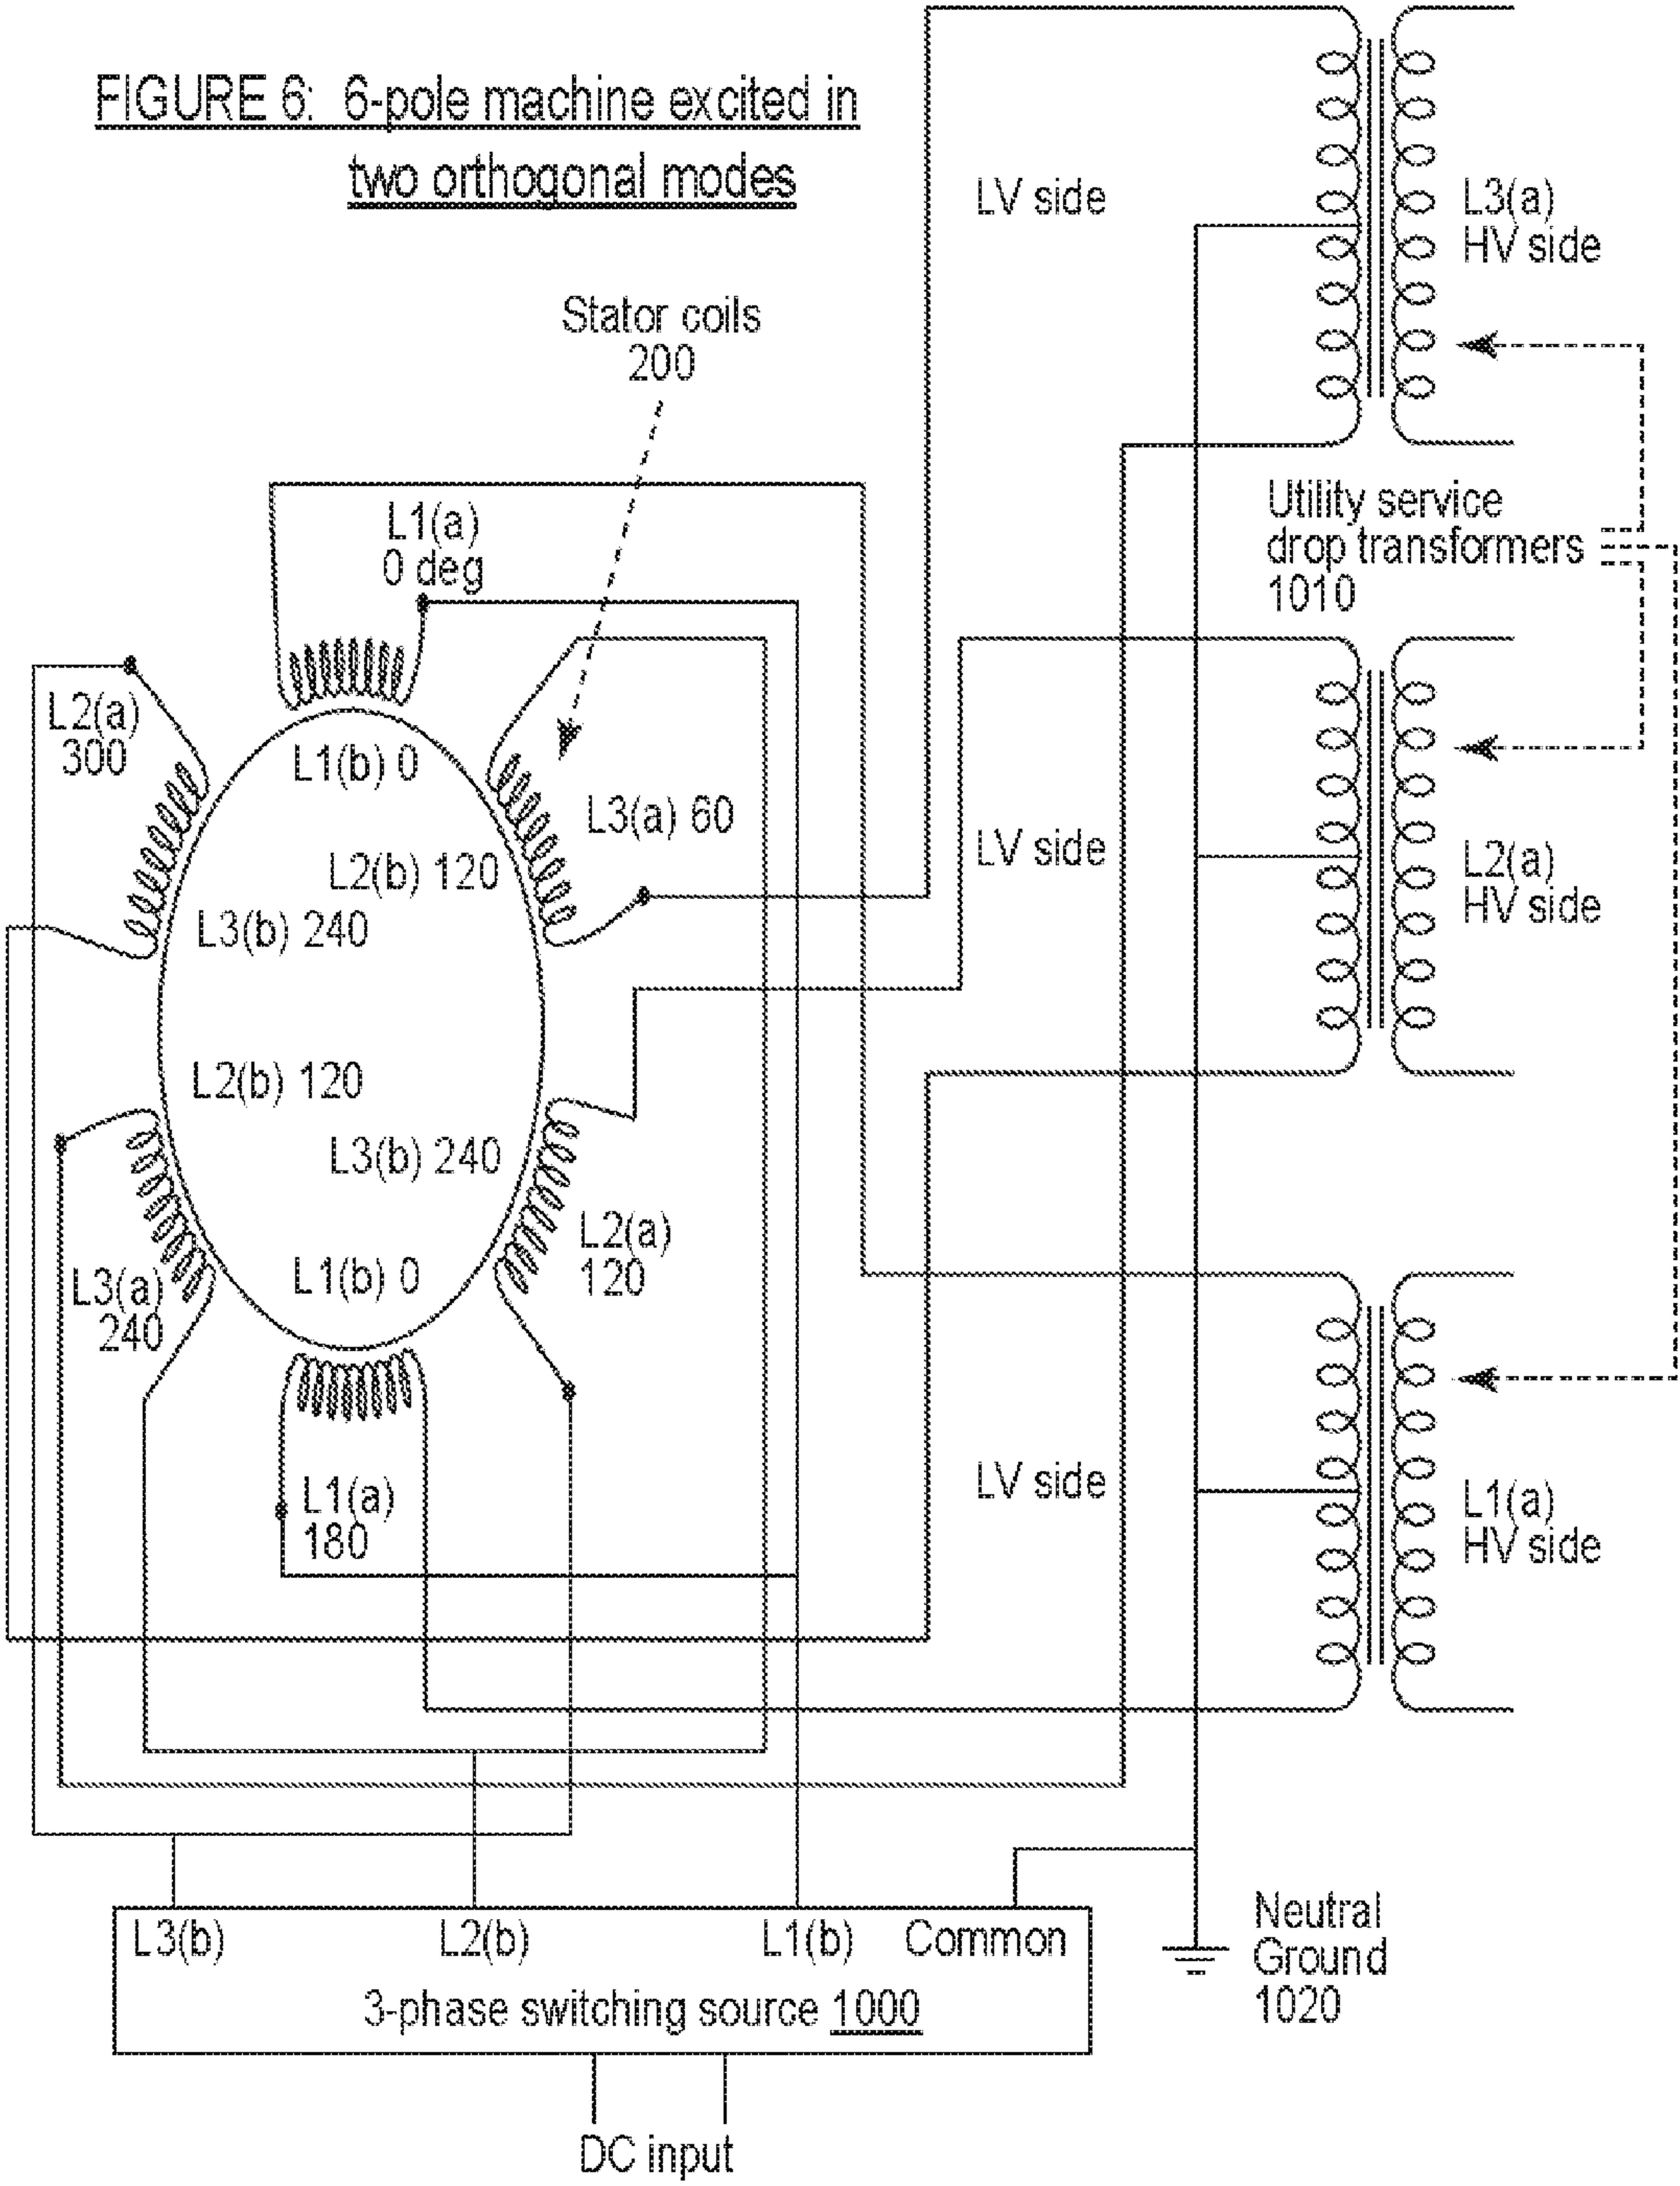 FIGURE 6: 6-pole machine excited in
two orthogonal modes
LV side
L3(a)
HV side
Stator coils
200
Utility service
drop transformers
1010
L1(a)
0 deg
L2(a)
300
L1(b) 0
L3(a) 60
L2(b) 120
L3(b) 240
LV side
L2(a)
HV side
L2(b) 120
L3(b) 240
L2(a)
120
L3(a)
240
L1(b) 0
L1(a)
180
LV side
L1(a)
HV side
L3(b)
L2(b)
L1(b)
Common
3-phase switching source 1000
Neutral
Ground
1020
DC input